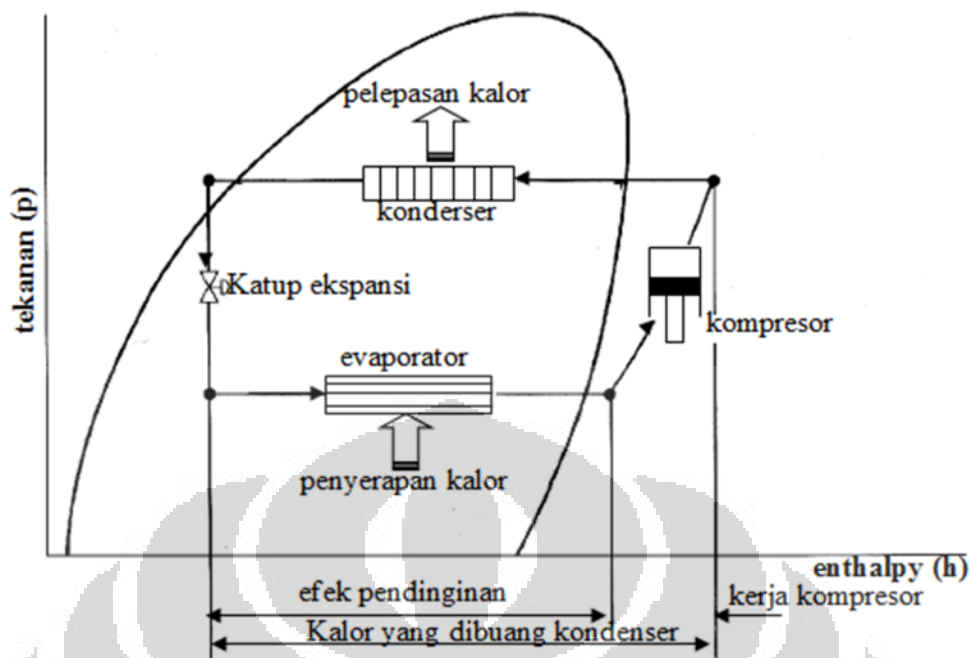 pelepasan kalor
konderser
tekanan (p)
Katup ekspansi
kompresor
evaporator
penyerapan kalor
enthalpy (h)
efek pendinginan
kerja kompresor
Kalor yang dibuang kondenser